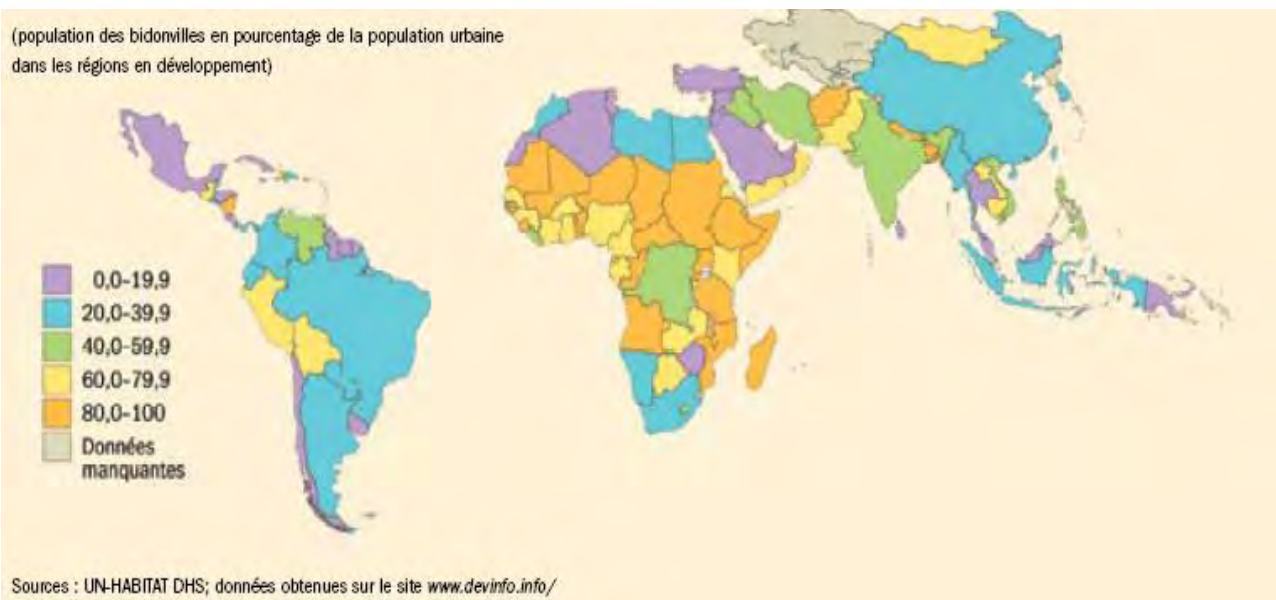 (population des bidonvilles en pourcentage de la population urbaine
dans les régions en développement)
0,0-19,9
20,0-39,9
40,0-59,9
60,0-79,9
80,0-100
Données
manquantes
Sources : UN-HABITAT DHS; données obtenues sur le site www.devinfo.info/